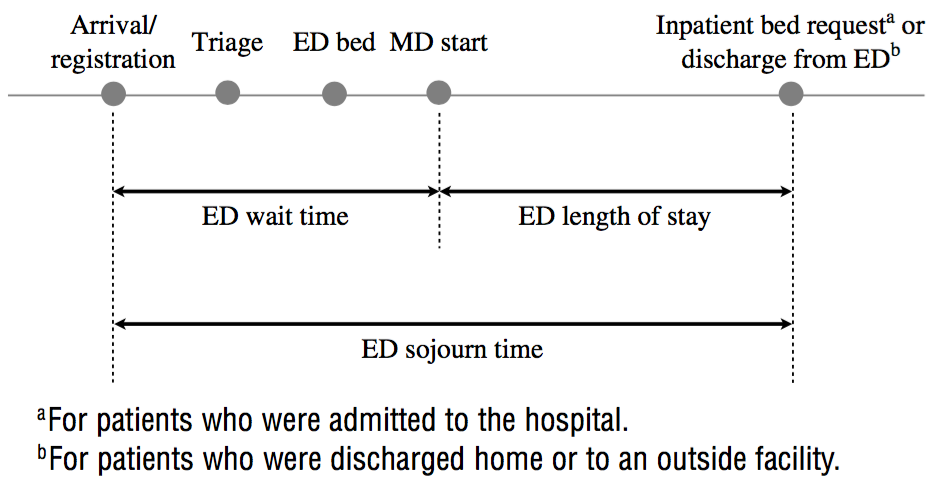 Arrival/
registration
Triage
ED bed
MD start
Inpatient bed requestᵃ or
discharge from EDᵇ
ED wait time
ED length of stay
ED sojourn time
ᵃFor patients who were admitted to the hospital.
ᵇFor patients who were discharged home or to an outside facility.